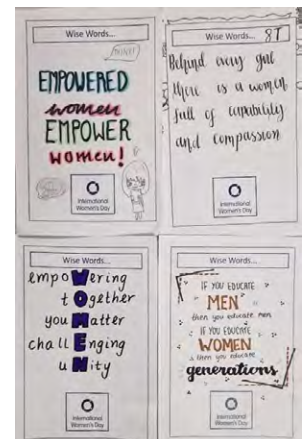 Wise Words...
EMPOWERED
women
EMPOWER
women!
International
Women's Day
Wise Words... 8T
Behind every girl
there is a women
full of capability
and compassion
International
Women's Day
Wise Words...
empoWering
tOgether
you Matter
challEnging
uNity
International
Women's Day
Wise Words...
IF YOU EDUCATE
MEN
then you educate men
IF YOU EDUCATE
WOMEN
then you educate
generations
International
Women's Day